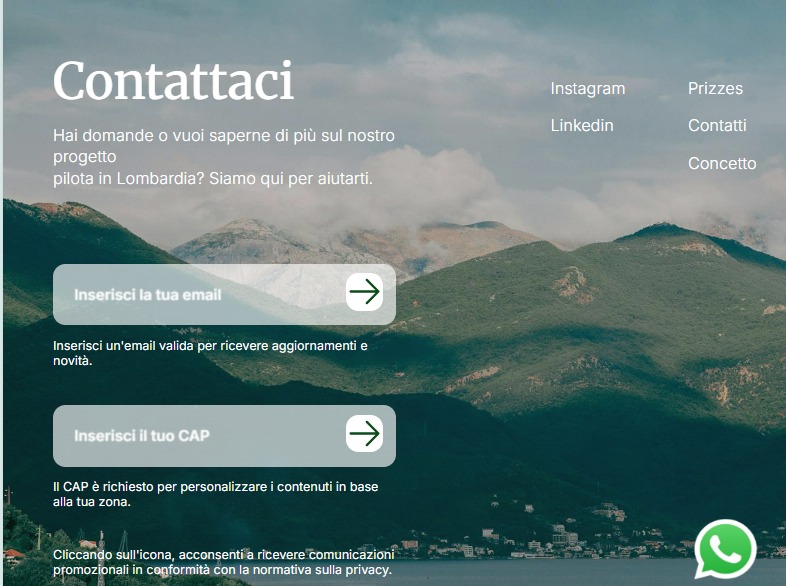 Contattaci
Hai domande o vuoi saperne di più sul nostro
progetto
pilota in Lombardia? Siamo qui per aiutarti.
Instagram
Linkedin
Prizzes
Contatti
Concetto
Inserisci la tua email
Inserisci un'email valida per ricevere aggiornamenti e
novità.
Inserisci il tuo CAP
Il CAP è richiesto per personalizzare i contenuti in base
alla tua zona.
Cliccando sull'icona, acconsenti a ricevere comunicazioni
promozionali in conformità con la normativa sulla privacy.